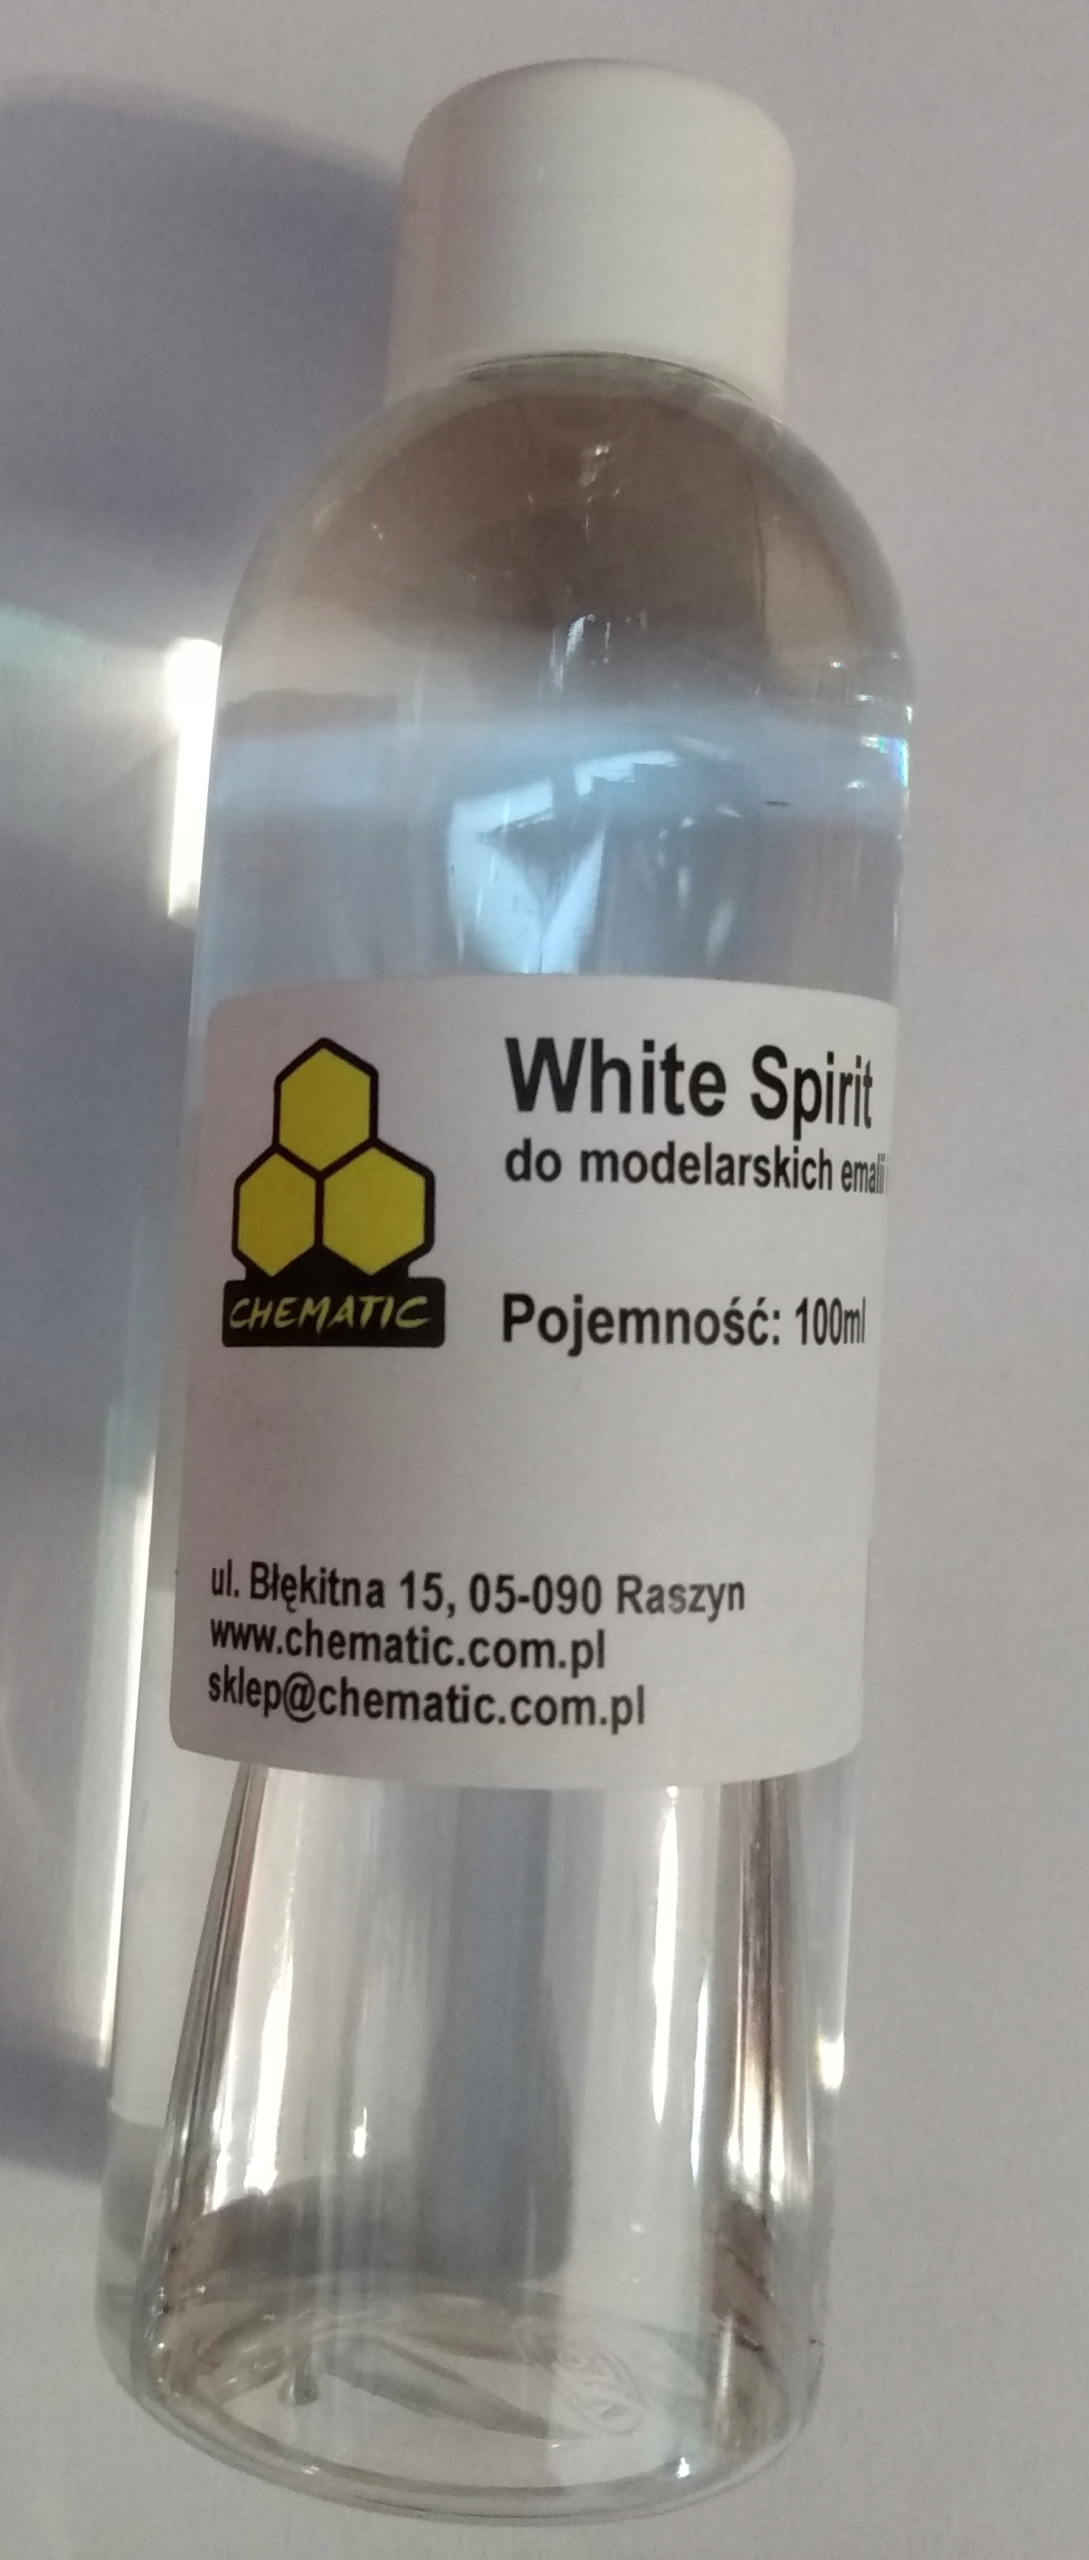 White Spirit
do modelarskich emalii
Pojemność: 100ml
CHEMATIC
ul. Błękitna 15, 05-090 Raszyn
www.chematic.com.pl
sklep@chematic.com.pl